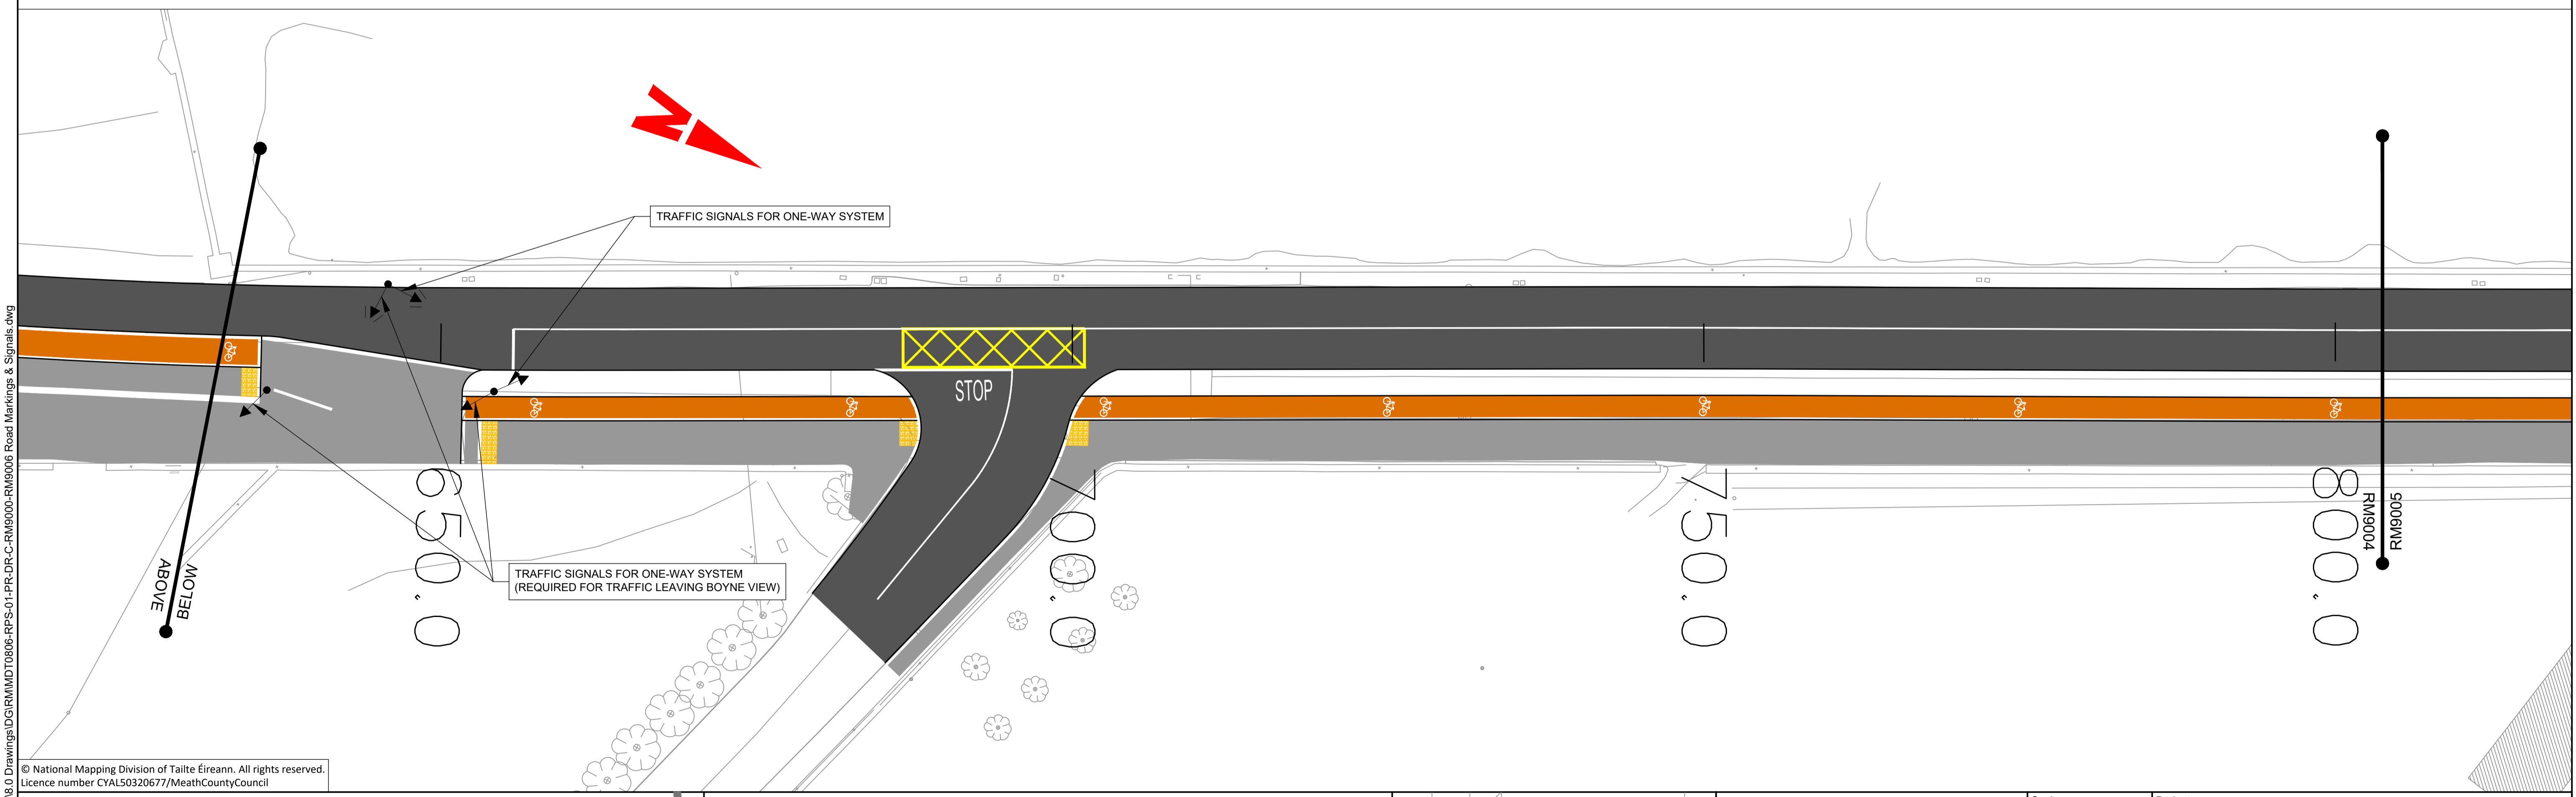 N
TRAFFIC SIGNALS FOR ONE-WAY SYSTEM
STOP
ABOVE
BELOW
650.0
TRAFFIC SIGNALS FOR ONE-WAY SYSTEM
(REQUIRED FOR TRAFFIC LEAVING BOYNE VIEW)
700.0
750.0
800.0
RM9004
RM9005
\8.0 Drawings\DG\RM\MDT0806-RPS-01-PR-DR-C-RM9000-RM9006 Road Markings & Signals.dwg
© National Mapping Division of Tailte Éireann. All rights reserved.
Licence number CYAL50320677/MeathCountyCouncil